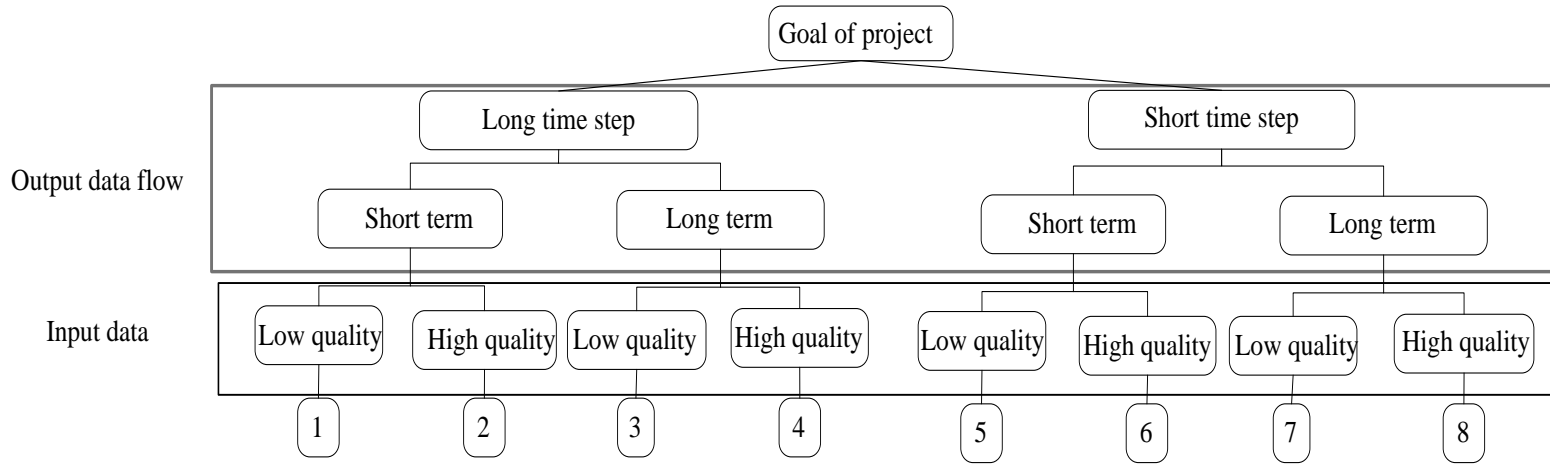 Goal of project
Long time step
Short time step
Output data flow
Short term
Long term
Short term
Long term
Input data
Low quality
High quality
Low quality
High quality
Low quality
High quality
Low quality
High quality
1
2
3
4
5
6
7
8